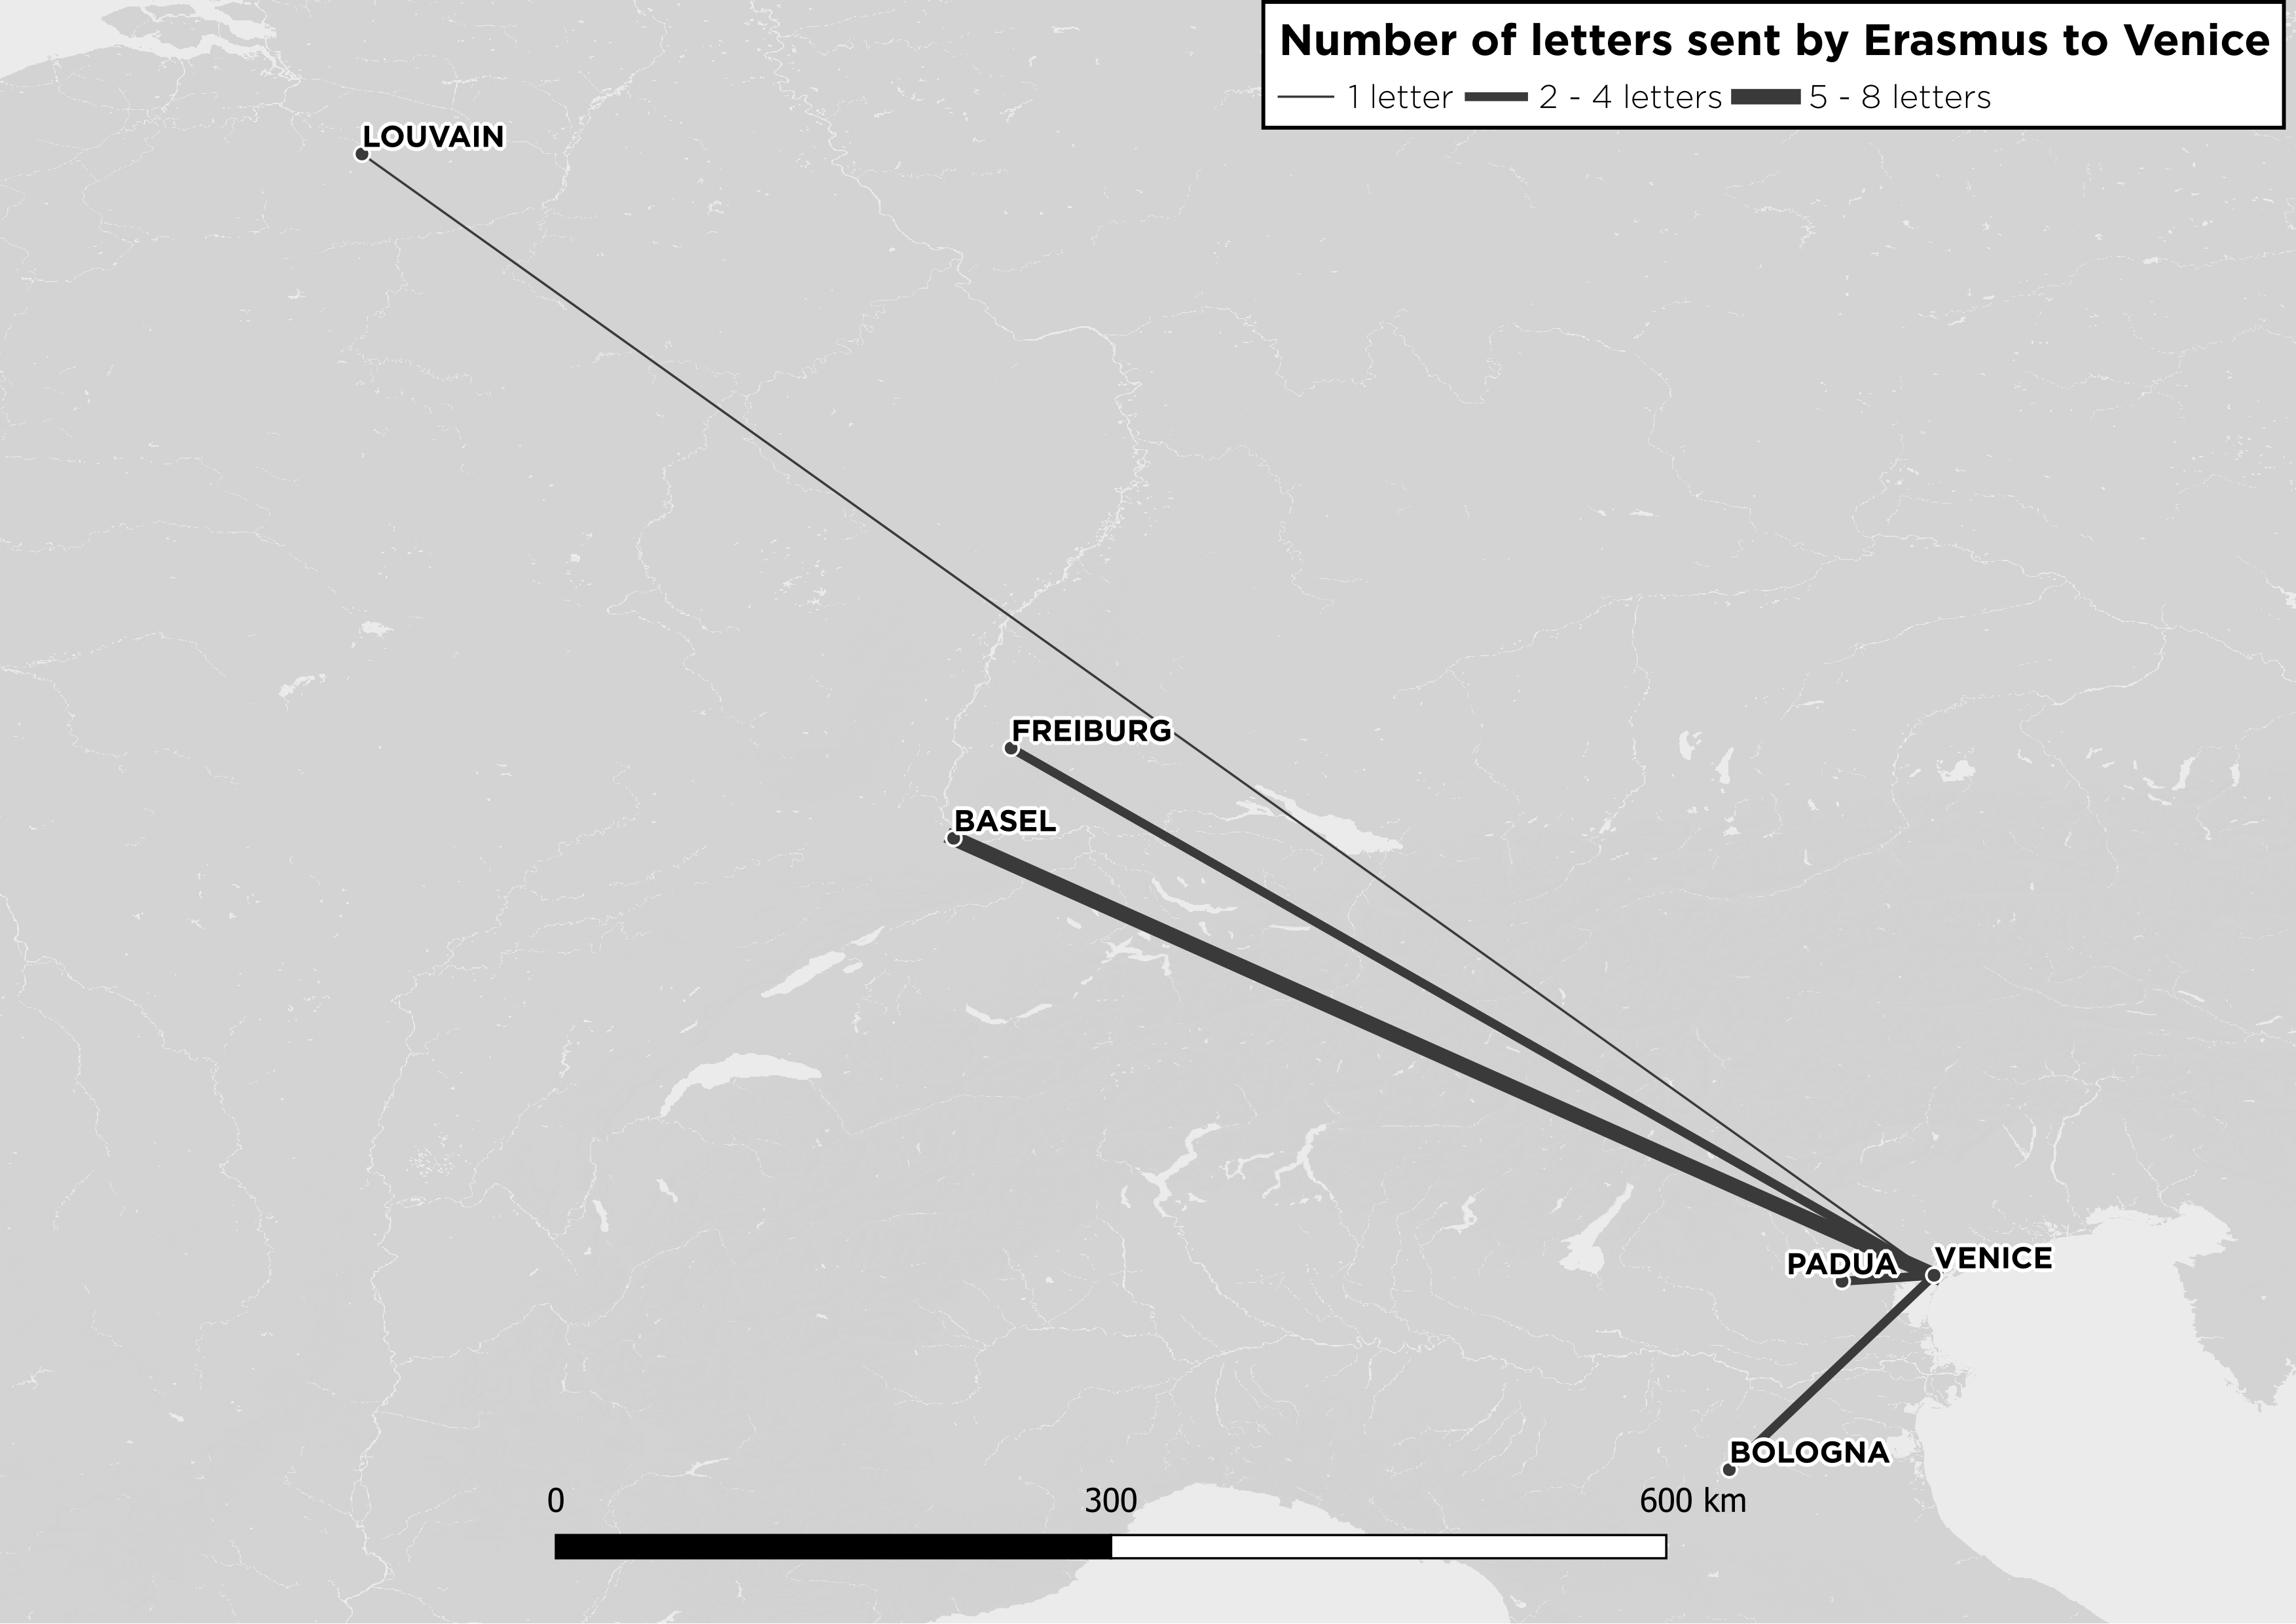 Number of letters sent by Erasmus to Venice
1 letter 2 - 4 letters 5 - 8 letters
LOUVAIN
FREIBURG
BASEL
PADUA
VENICE
BOLOGNA
0 300 600 km